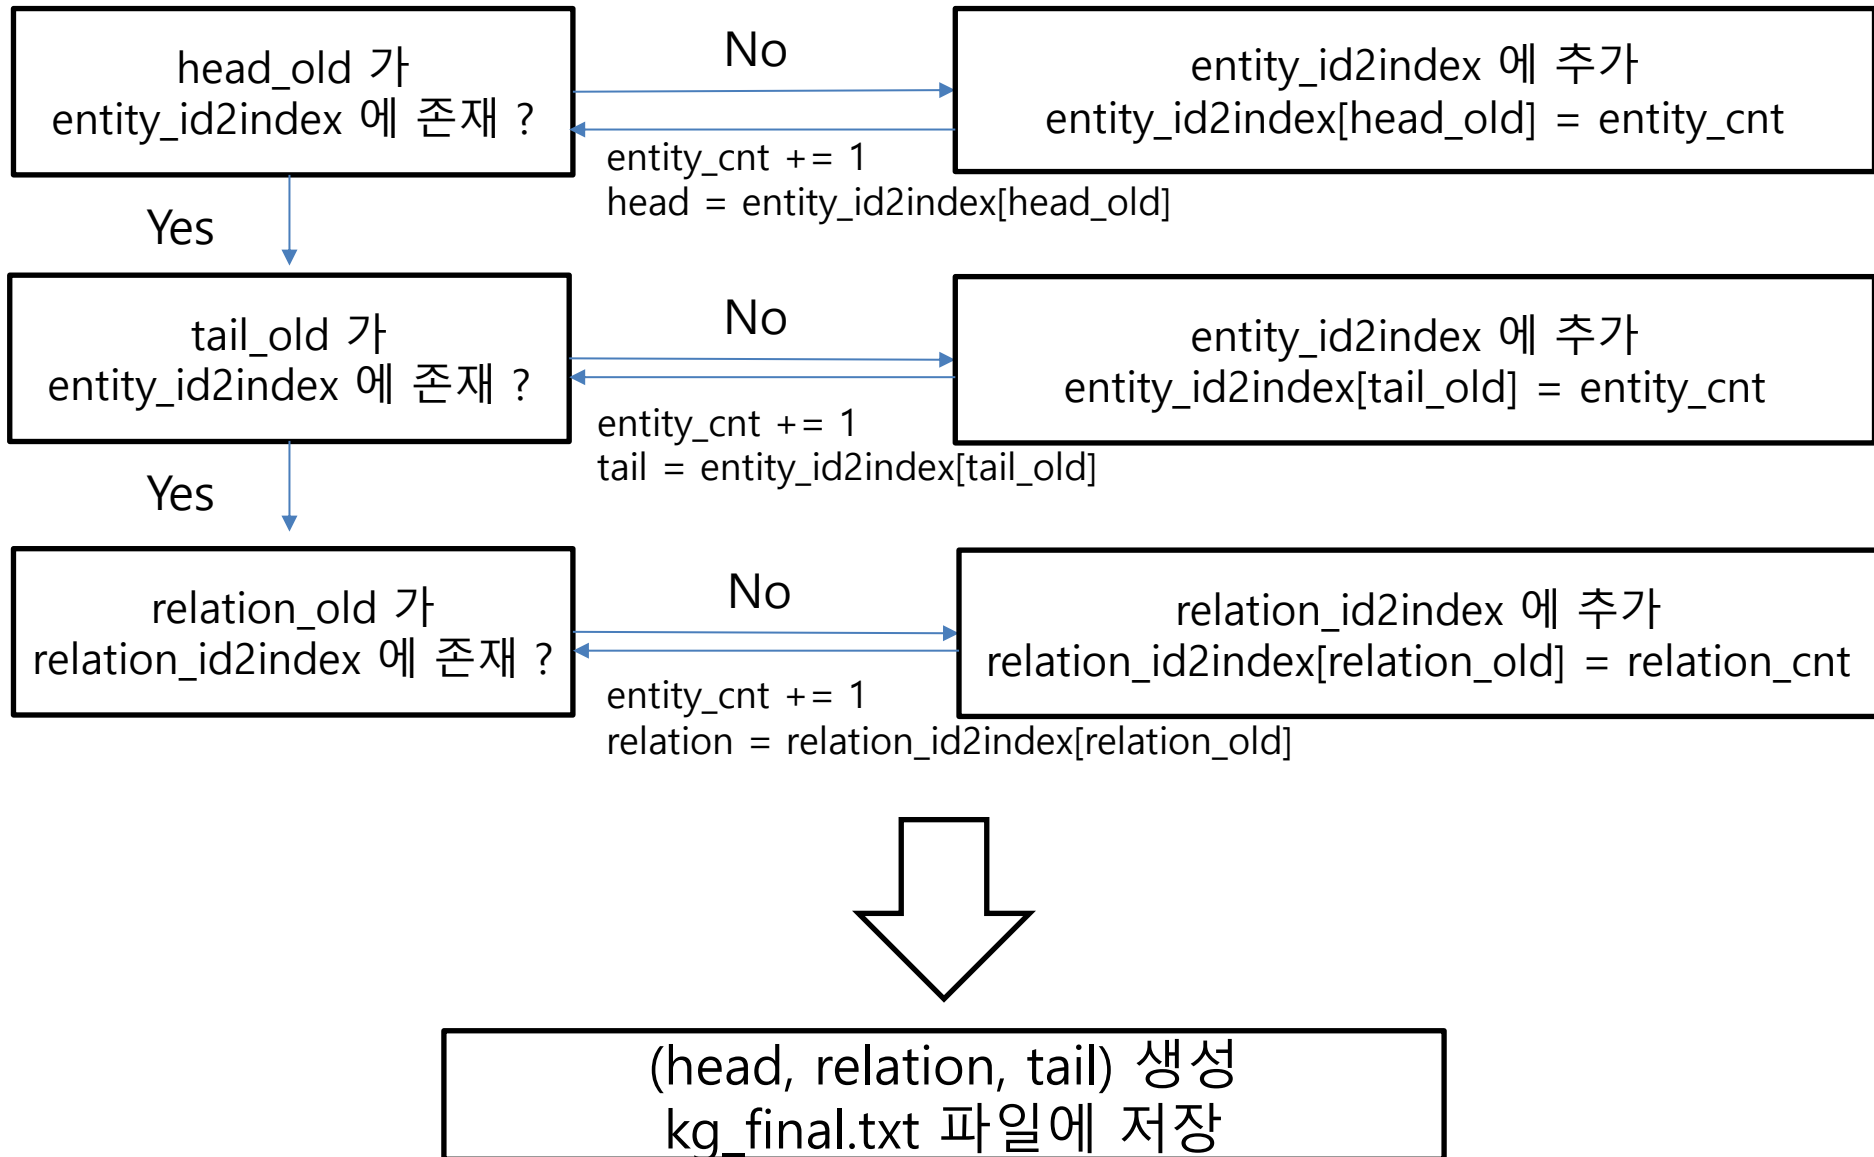 head_old 가
entity_id2index 에 존재 ?
No
entity_id2index 에 추가
entity_id2index[head_old] = entity_cnt
entity_cnt += 1
head = entity_id2index[head_old]
Yes
tail_old 가
entity_id2index 에 존재 ?
No
entity_id2index 에 추가
entity_id2index[tail_old] = entity_cnt
entity_cnt += 1
tail = entity_id2index[tail_old]
Yes
relation_old 가
relation_id2index 에 존재 ?
No
relation_id2index 에 추가
relation_id2index[relation_old] = relation_cnt
entity_cnt += 1
relation = relation_id2index[relation_old]
(head, relation, tail) 생성
kg_final.txt 파일에 저장